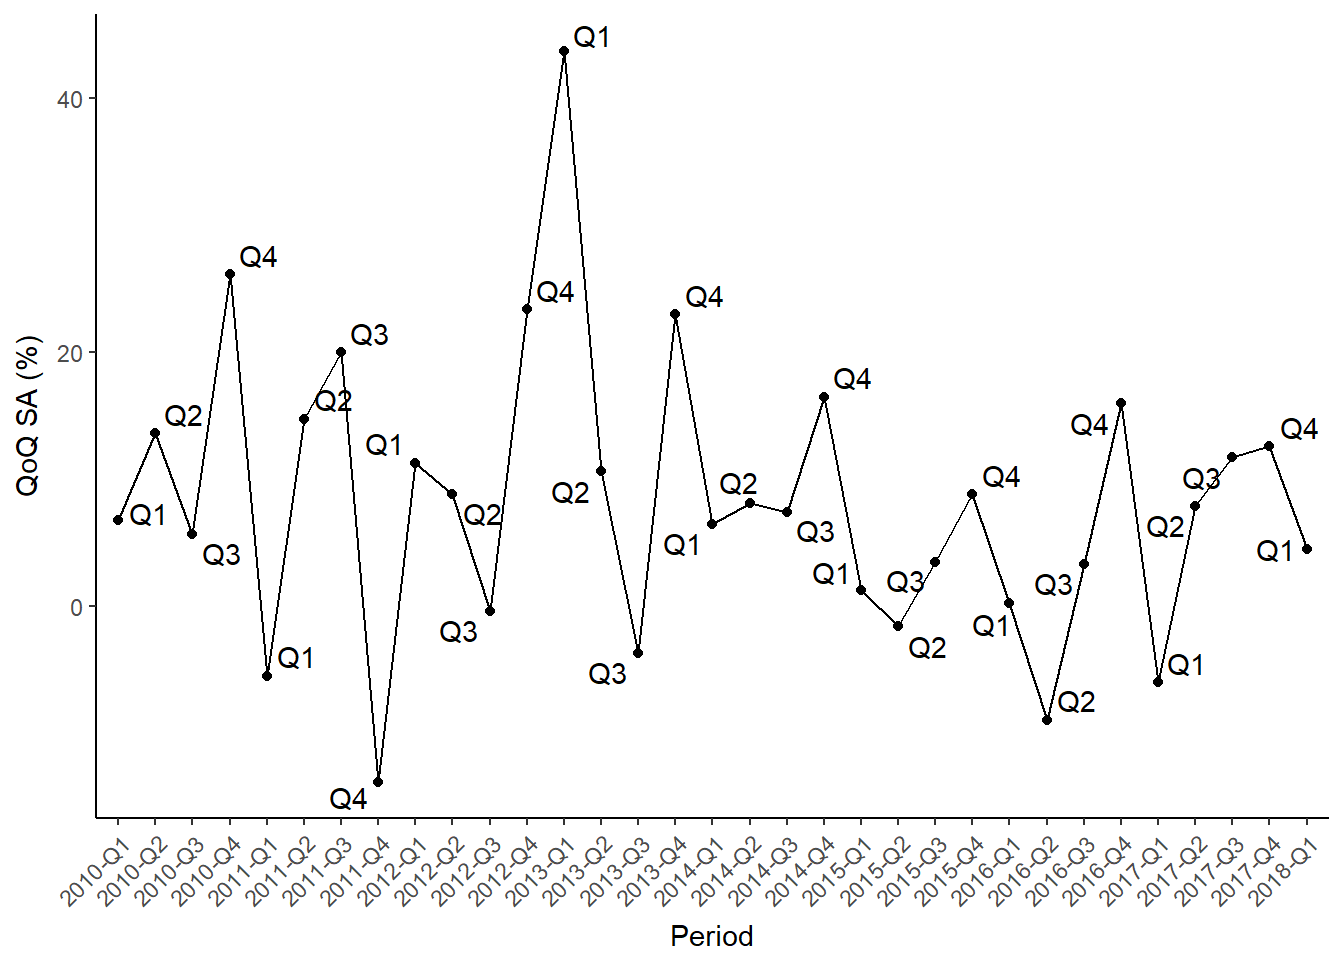 Q1
Q4
40
Q4
Q4
Q4
Q3
20
Q4
Q2
Q2
Q4
Q4
Q1
QoQ SA (%)
Q4
Q2
Q3
Q2
Q1
Q2
Q2
Q3
Q1
Q3
Q1
Q1
Q3
Q3
0
Q1
Q3
Q2
Q1
Q1
Q3
Q2
Q4
2010-Q1
2010-Q2
2010-Q3
2010-Q4
2011-Q1
2011-Q2
2011-Q3
2011-Q4
2012-Q1
2012-Q2
2012-Q3
2012-Q4
2013-Q1
2013-Q2
2013-Q3
2013-Q4
2014-Q1
2014-Q2
2014-Q3
2014-Q4
2015-Q1
2015-Q2
2015-Q3
2015-Q4
2016-Q1
2016-Q2
2016-Q3
2016-Q4
2017-Q1
2017-Q2
2017-Q3
2017-Q4
2018-Q1
Period